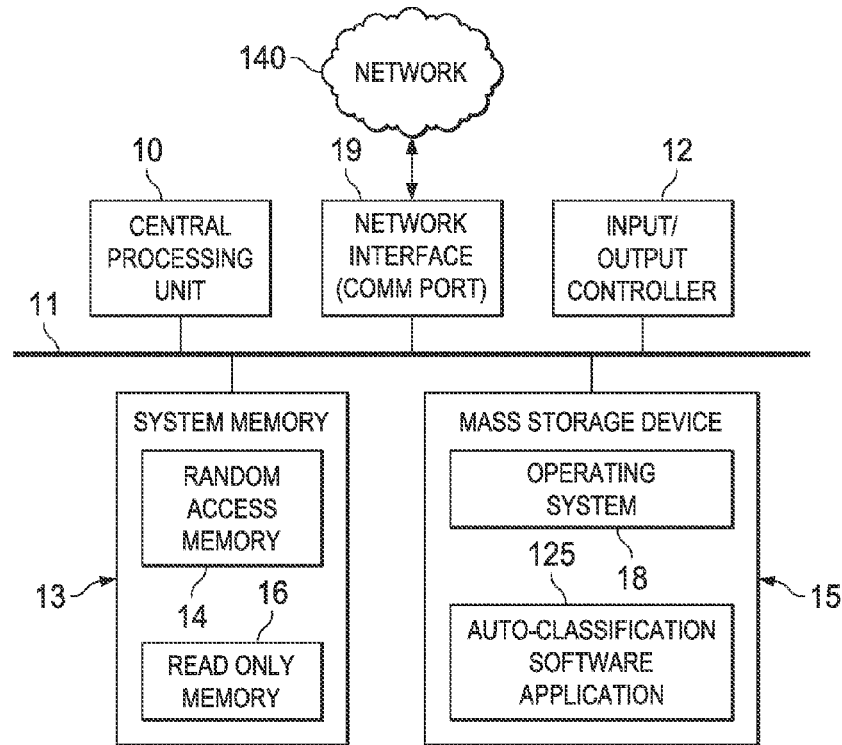 140
NETWORK
10
19
12
CENTRAL
PROCESSING
UNIT
NETWORK
INTERFACE
(COMM PORT)
INPUT/
OUTPUT
CONTROLLER
11
SYSTEM MEMORY
RANDOM
ACCESS
MEMORY
14
16
READ ONLY
MEMORY
13
MASS STORAGE DEVICE
OPERATING
SYSTEM
18
125
AUTO-CLASSIFICATION
SOFTWARE
APPLICATION
15